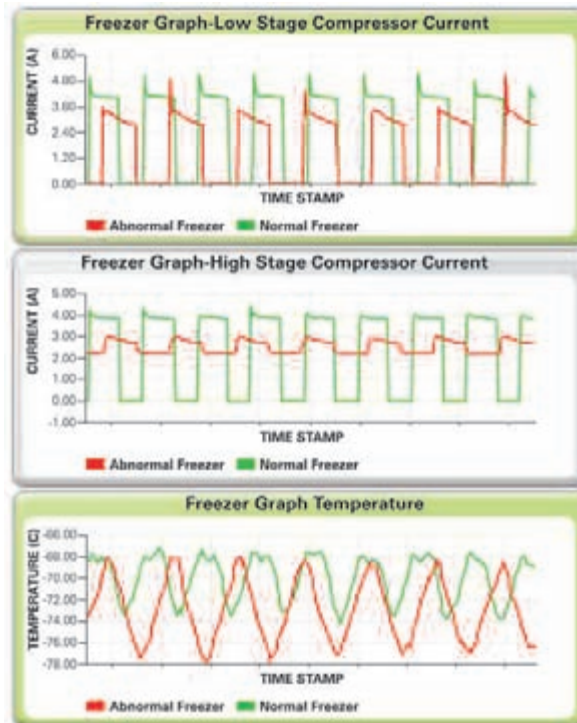 Freezer Graph-Low Stage Compressor Current
CURRENT (A)
6.00
4.80
3.60
2.40
1.20
0.00
TIME STAMP
Abnormal Freezer Normal Freezer
Freezer Graph-High Stage Compressor Current
CURRENT (A)
5.00
4.00
3.00
2.00
1.00
0.00
-1.00
TIME STAMP
Abnormal Freezer Normal Freezer
Freezer Graph Temperature
TEMPERATURE (C)
-66.00
-68.00
-70.00
-72.00
-74.00
-76.00
-78.00
TIME STAMP
Abnormal Freezer Normal Freezer